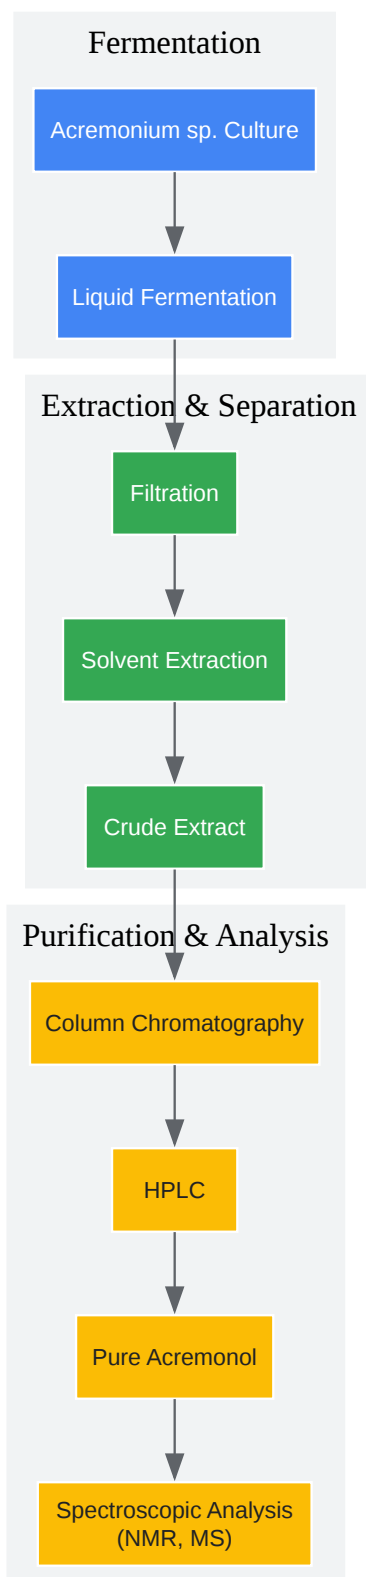 Fermentation
Acremonium sp. Culture
Liquid Fermentation
Extraction & Separation
Filtration
Solvent Extraction
Crude Extract
Purification & Analysis
Column Chromatography
HPLC
Pure Acremonol
Spectroscopic Analysis
(NMR, MS)